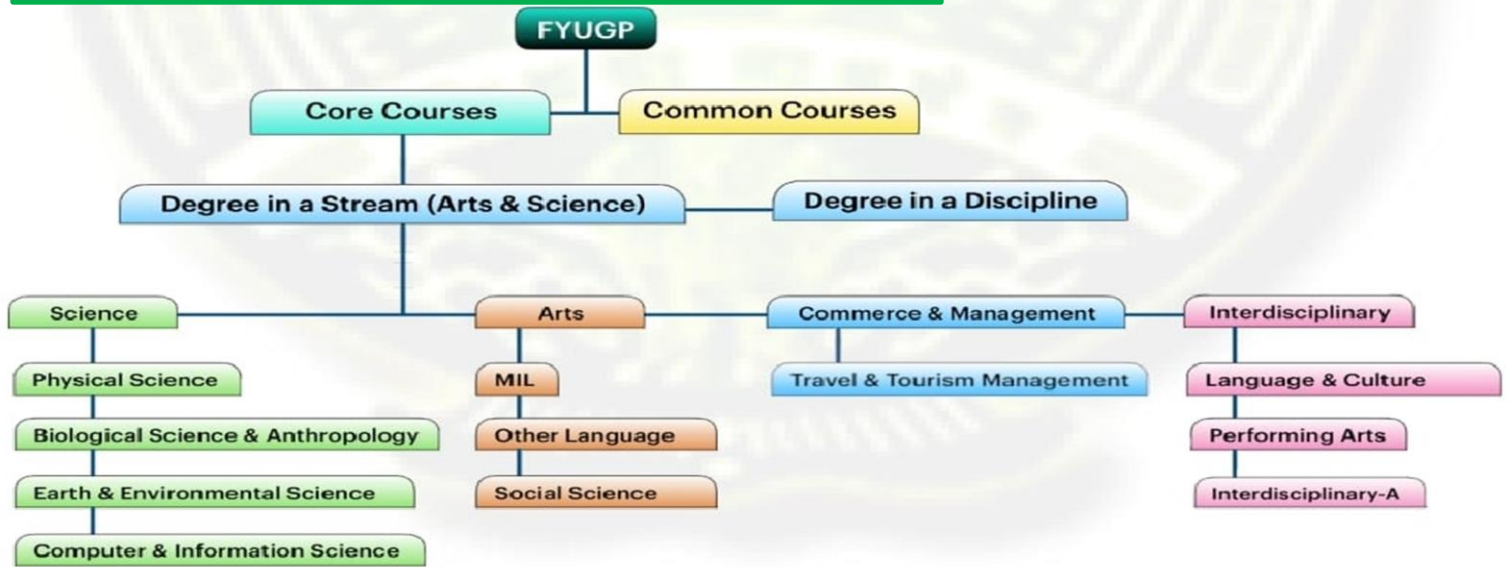 FYUGP
Core Courses
Common Courses
Degree in a Stream (Arts & Science)
Degree in a Discipline
Science
Arts
Commerce & Management
Interdisciplinary
Physical Science
MIL
Travel & Tourism Management
Language & Culture
Biological Science & Anthropology
Other Language
Performing Arts
Earth & Environmental Science
Social Science
Interdisciplinary-A
Computer & Information Science